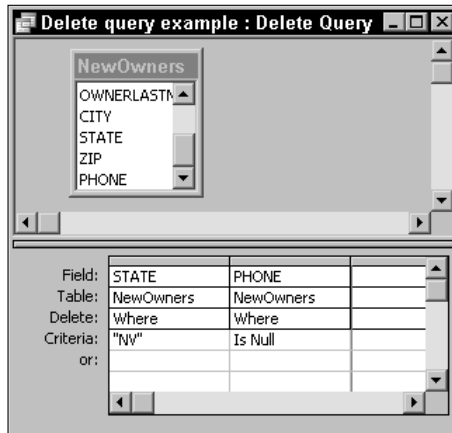 Delete query example : Delete Query
NewOwners
OWNERLASTN
CITY
STATE
ZIP
PHONE
Field: STATE PHONE
Table: NewOwners NewOwners
Delete: Where Where
Criteria: "NV" Is Null
or: